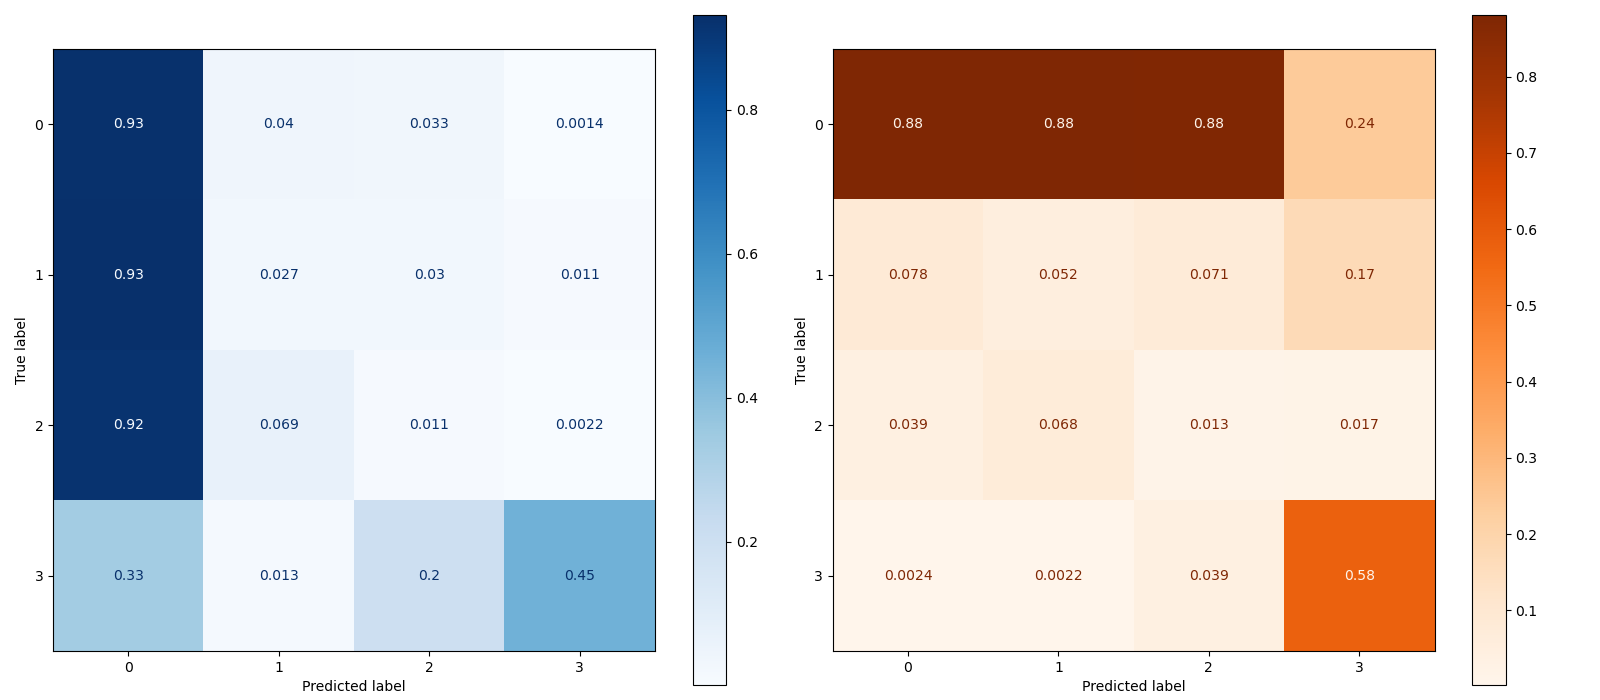 0.93 0.04 0.033 0.0014
0.93 0.027 0.03 0.011
0.92 0.069 0.011 0.0022
0.33 0.013 0.2 0.45
0
1
2
3
True label
0 1 2 3
Predicted label
0.8
0.6
0.4
0.2
0.88 0.88 0.88 0.24
0.078 0.052 0.071 0.17
0.039 0.068 0.013 0.017
0.0024 0.0022 0.039 0.58
0
1
2
3
True label
0 1 2 3
Predicted label
0.8
0.7
0.6
0.5
0.4
0.3
0.2
0.1